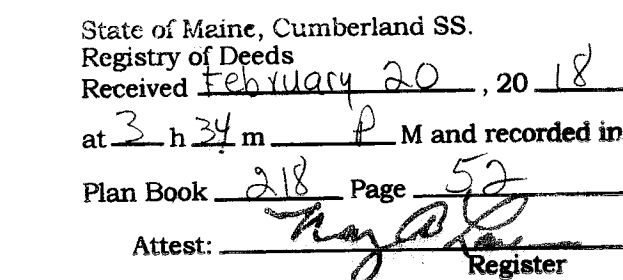 State of Maine, Cumberland SS.
Registry of Deeds
Received February 20, 20 18
at 3 h 34 m P M and recorded in
Plan Book 218 Page 52
Attest:
Register